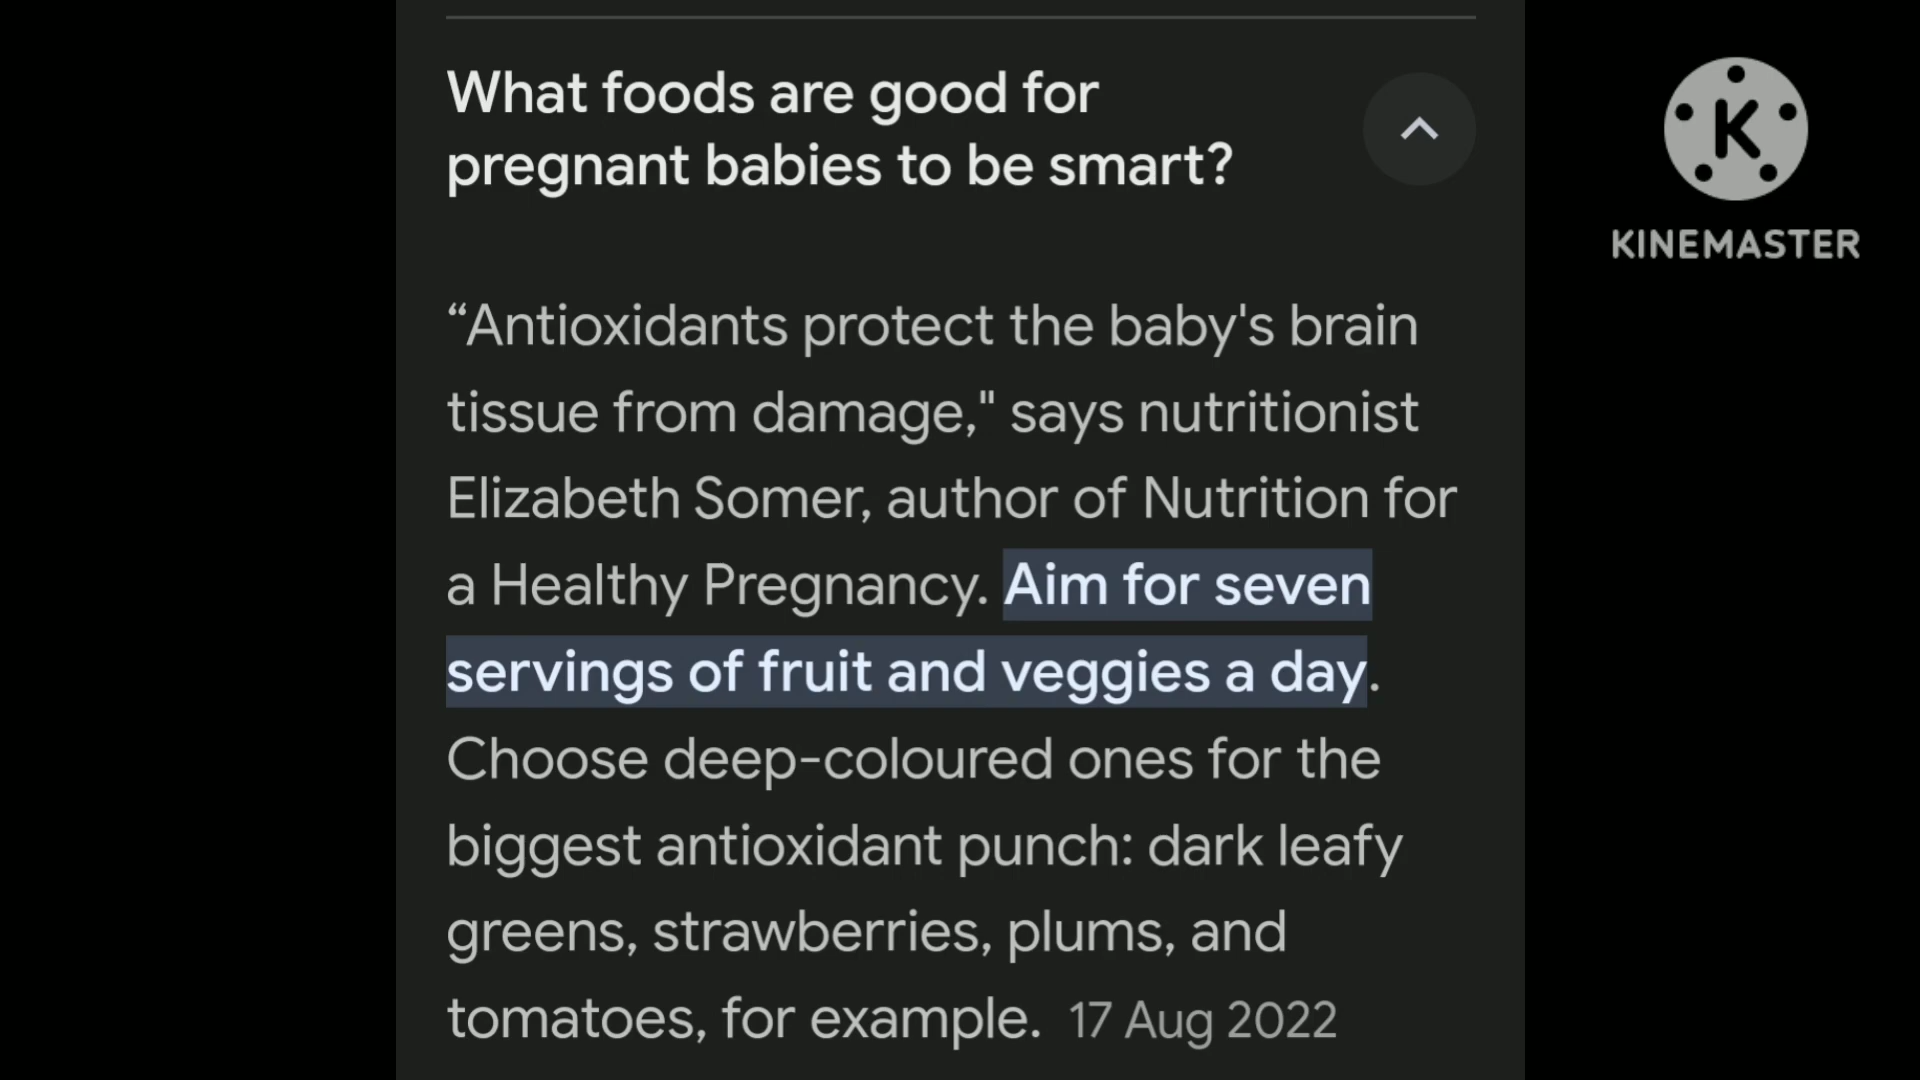 What foods are good for
pregnant babies to be smart?
“Antioxidants protect the baby's brain
tissue from damage," says nutritionist
Elizabeth Somer, author of Nutrition for
a Healthy Pregnancy. Aim for seven
servings of fruit and veggies a day.
Choose deep-coloured ones for the
biggest antioxidant punch: dark leafy
greens, strawberries, plums, and
tomatoes, for example. 17 Aug 2022
K
KINEMASTER